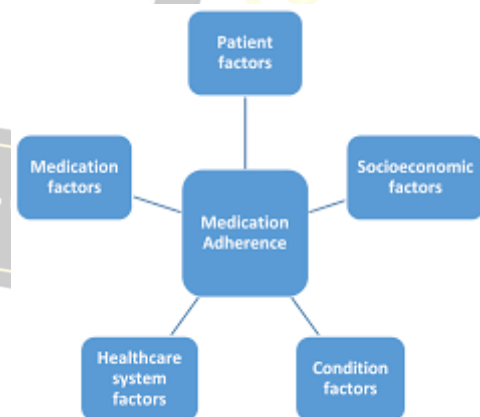 Patient
factors
Medication
factors
Socioeconomic
factors
Medication
Adherence
Healthcare
system
factors
Condition
factors